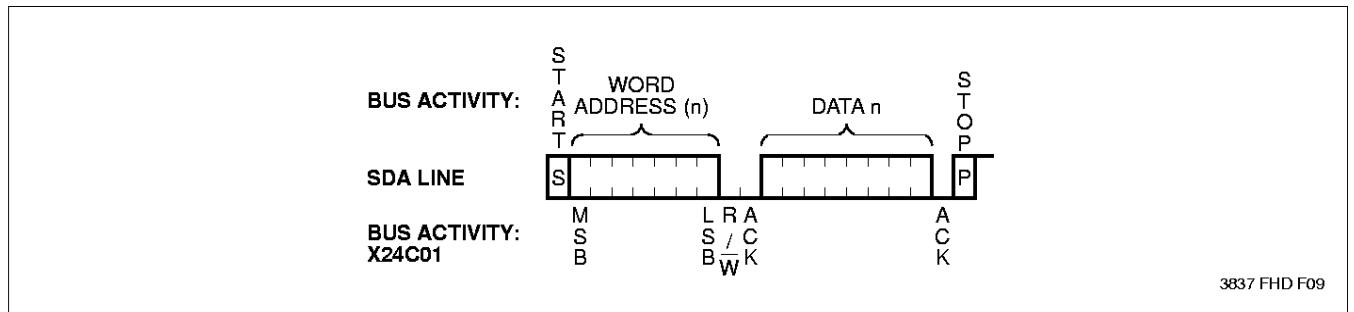 BUS ACTIVITY:
START
WORD
ADDRESS (n)
DATA n
STOP
SDA LINE
S
P
BUS ACTIVITY:
X24C01
MSB
LSB
R/W
ACK
ACK
3837 FHD F09